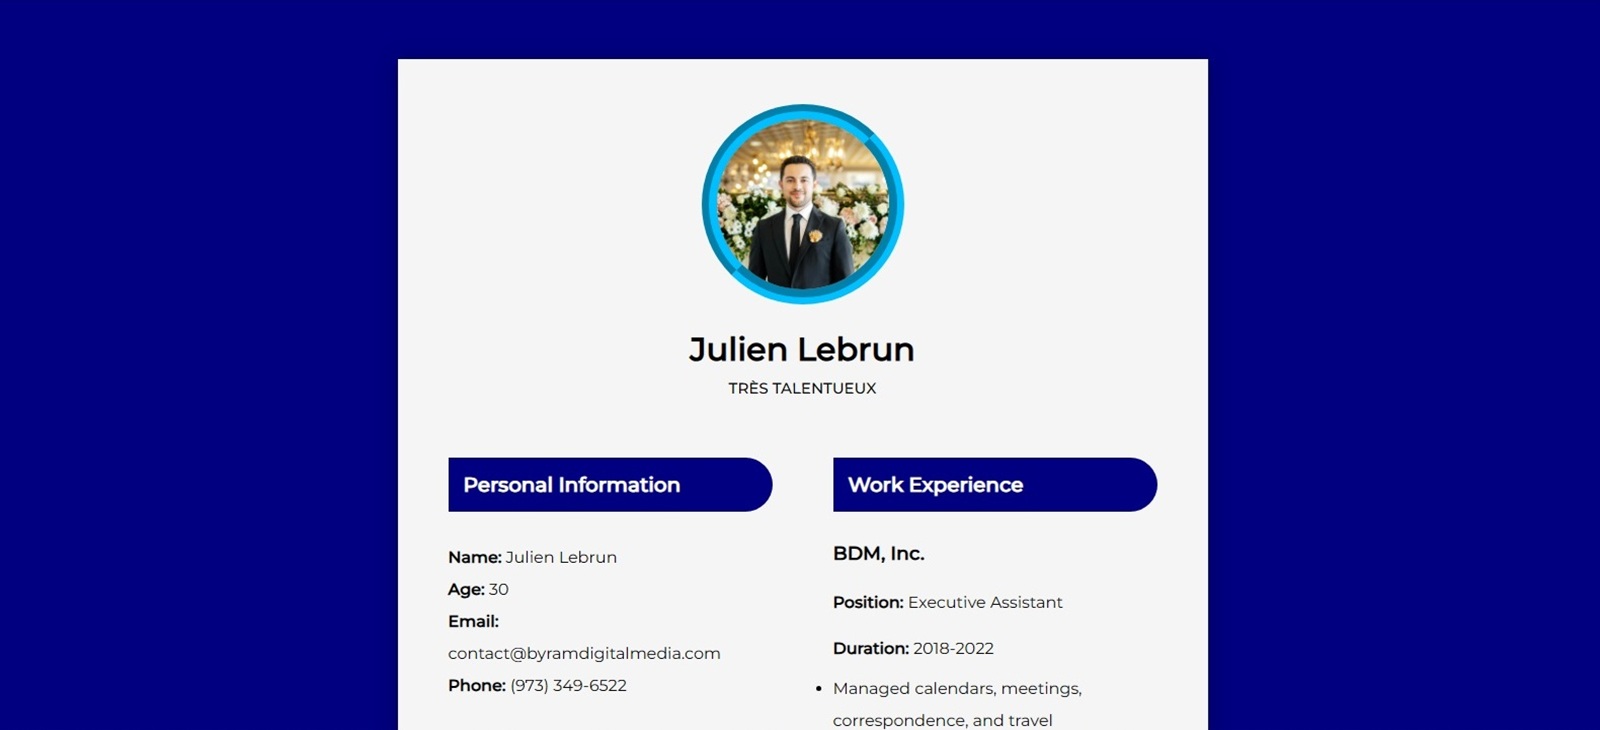 Julien Lebrun
TRÈS TALENTUEUX
Personal Information
Name: Julien Lebrun
Age: 30
Email:
contact@byramdigitalmedia.com
Phone: (973) 349-6522
Work Experience
BDM, Inc.
Position: Executive Assistant
Duration: 2018-2022
• Managed calendars, meetings,
correspondence, and travel